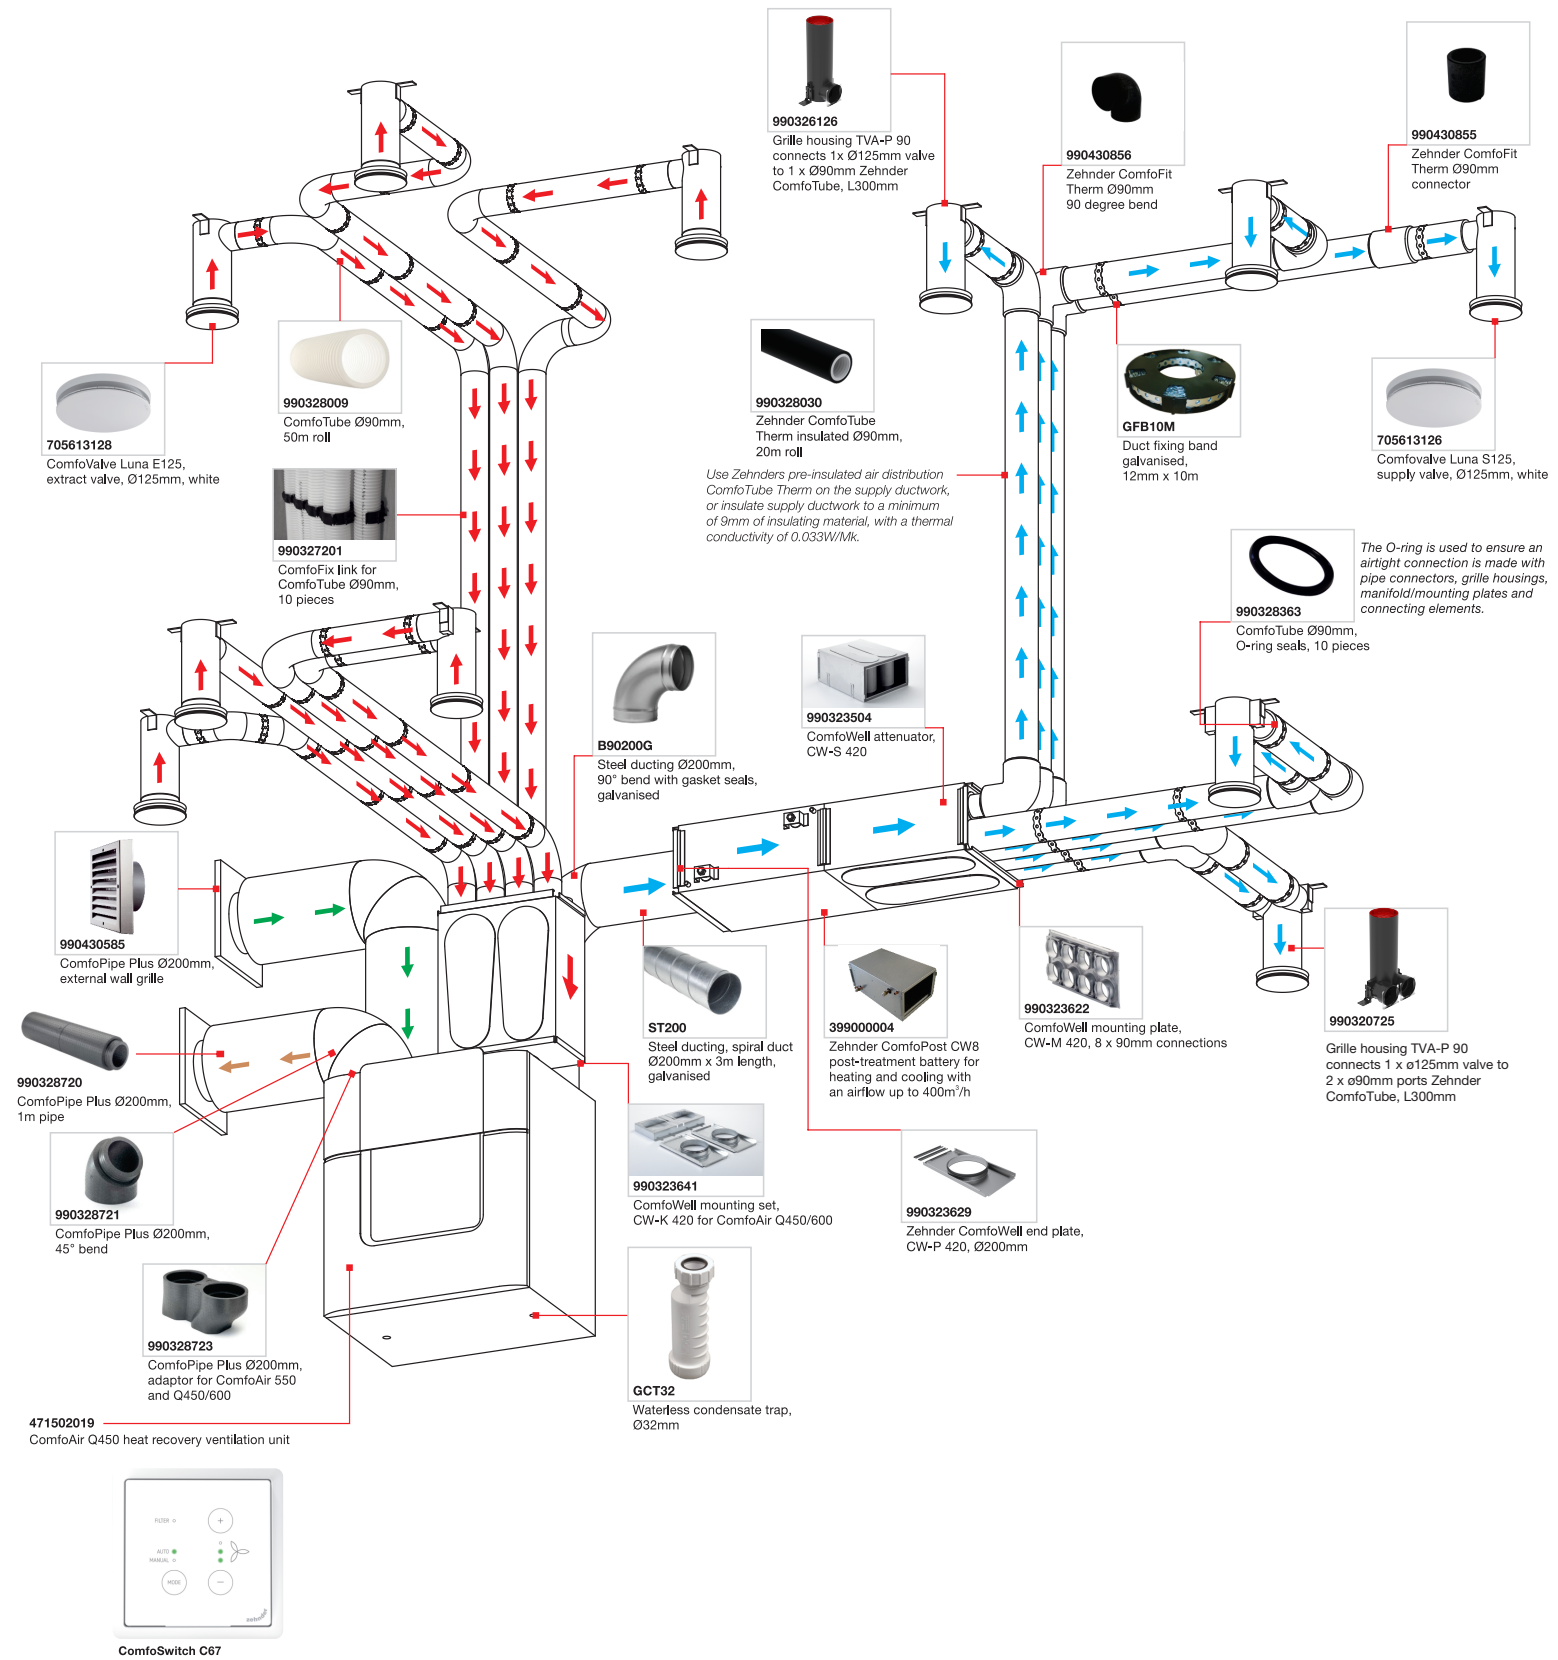 990326126
Grille housing TVA-P 90
connects 1x Ø125mm valve
to 1 x Ø90mm Zehnder
ComfoTube, L300mm
990430856
Zehnder ComfoFit
Therm Ø90mm
90 degree bend
990430855
Zehnder ComfoFit
Therm Ø90mm
connector
705613128
ComfoValve Luna E125,
extract valve, Ø125mm, white
990328009
ComfoTube Ø90mm,
50m roll
990327201
ComfoFix link for
ComfoTube Ø90mm,
10 pieces
990328030
Zehnder ComfoTube
Therm insulated Ø90mm,
20m roll
Use Zehnders pre-insulated air distribution
ComfoTube Therm on the supply ductwork,
or insulate supply ductwork to a minimum
of 9mm of insulating material, with a thermal
conductivity of 0.033W/Mk.
GFB10M
Duct fixing band
galvanised,
12mm x 10m
705613126
Comfovalve Luna S125,
supply valve, Ø125mm, white
990328363
ComfoTube Ø90mm,
O-ring seals, 10 pieces
The O-ring is used to ensure an
airtight connection is made with
pipe connectors, grille housings,
manifold/mounting plates and
connecting elements.
B90200G
Steel ducting Ø200mm,
90° bend with gasket seals,
galvanised
990323504
ComfoWell attenuator,
CW-S 420
990430585
ComfoPipe Plus Ø200mm,
external wall grille
990328720
ComfoPipe Plus Ø200mm,
1m pipe
990328721
ComfoPipe Plus Ø200mm,
45° bend
990328723
ComfoPipe Plus Ø200mm,
adaptor for ComfoAir 550
and Q450/600
471502019
ComfoAir Q450 heat recovery ventilation unit
ST200
Steel ducting, spiral duct
Ø200mm x 3m length,
galvanised
399000004
Zehnder ComfoPost CW8
post-treatment battery for
heating and cooling with
an airflow up to 400m³/h
990323622
ComfoWell mounting plate,
CW-M 420, 8 x 90mm connections
990320725
Grille housing TVA-P 90
connects 1 x ø125mm valve to
2 x ø90mm ports Zehnder
ComfoTube, L300mm
990323641
ComfoWell mounting set,
CW-K 420 for ComfoAir Q450/600
990323629
Zehnder ComfoWell end plate,
CW-P 420, Ø200mm
GCT32
Waterless condensate trap,
Ø32mm
FILTER
+
AUTO
MANUAL
MODE
−
zehnder
ComfoSwitch C67